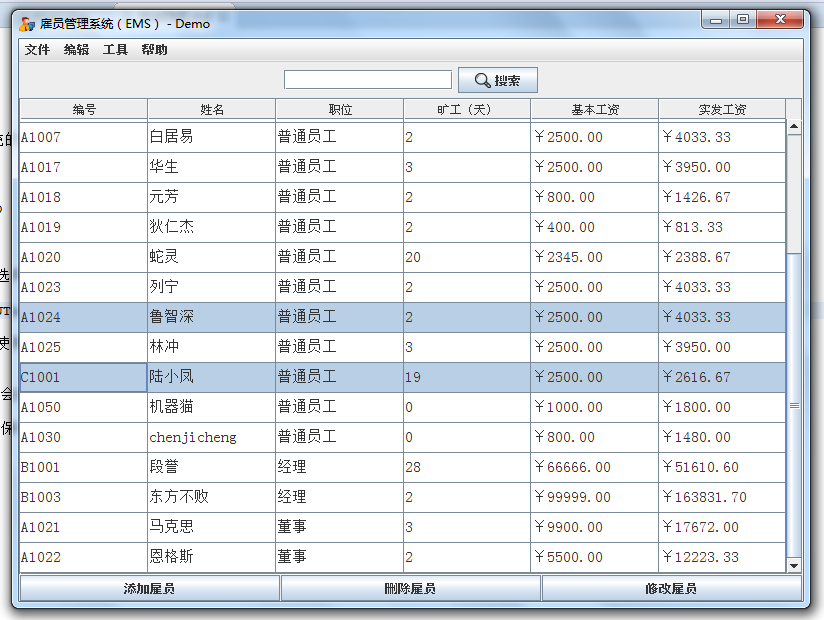 雇员管理系统（EMS） - Demo
文件 编辑 工具 帮助
搜索
编号 姓名 职位 旷工（天） 基本工资 实发工资
A1007 白居易 普通员工 2 ￥2500.00 ￥4033.33
A1017 华生 普通员工 3 ￥2500.00 ￥3950.00
A1018 元芳 普通员工 2 ￥800.00 ￥1426.67
A1019 狄仁杰 普通员工 2 ￥400.00 ￥813.33
A1020 蛇灵 普通员工 20 ￥2345.00 ￥2388.67
A1023 列宁 普通员工 2 ￥2500.00 ￥4033.33
A1024 鲁智深 普通员工 2 ￥2500.00 ￥4033.33
A1025 林冲 普通员工 3 ￥2500.00 ￥3950.00
C1001 陆小凤 普通员工 19 ￥2500.00 ￥2616.67
A1050 机器猫 普通员工 0 ￥1000.00 ￥1800.00
A1030 chenjicheng 普通员工 0 ￥800.00 ￥1480.00
B1001 段誉 经理 28 ￥66666.00 ￥51610.60
B1003 东方不败 经理 2 ￥99999.00 ￥163831.70
A1021 马克思 董事 3 ￥9900.00 ￥17672.00
A1022 恩格斯 董事 2 ￥5500.00 ￥12223.33
添加雇员 删除雇员 修改雇员